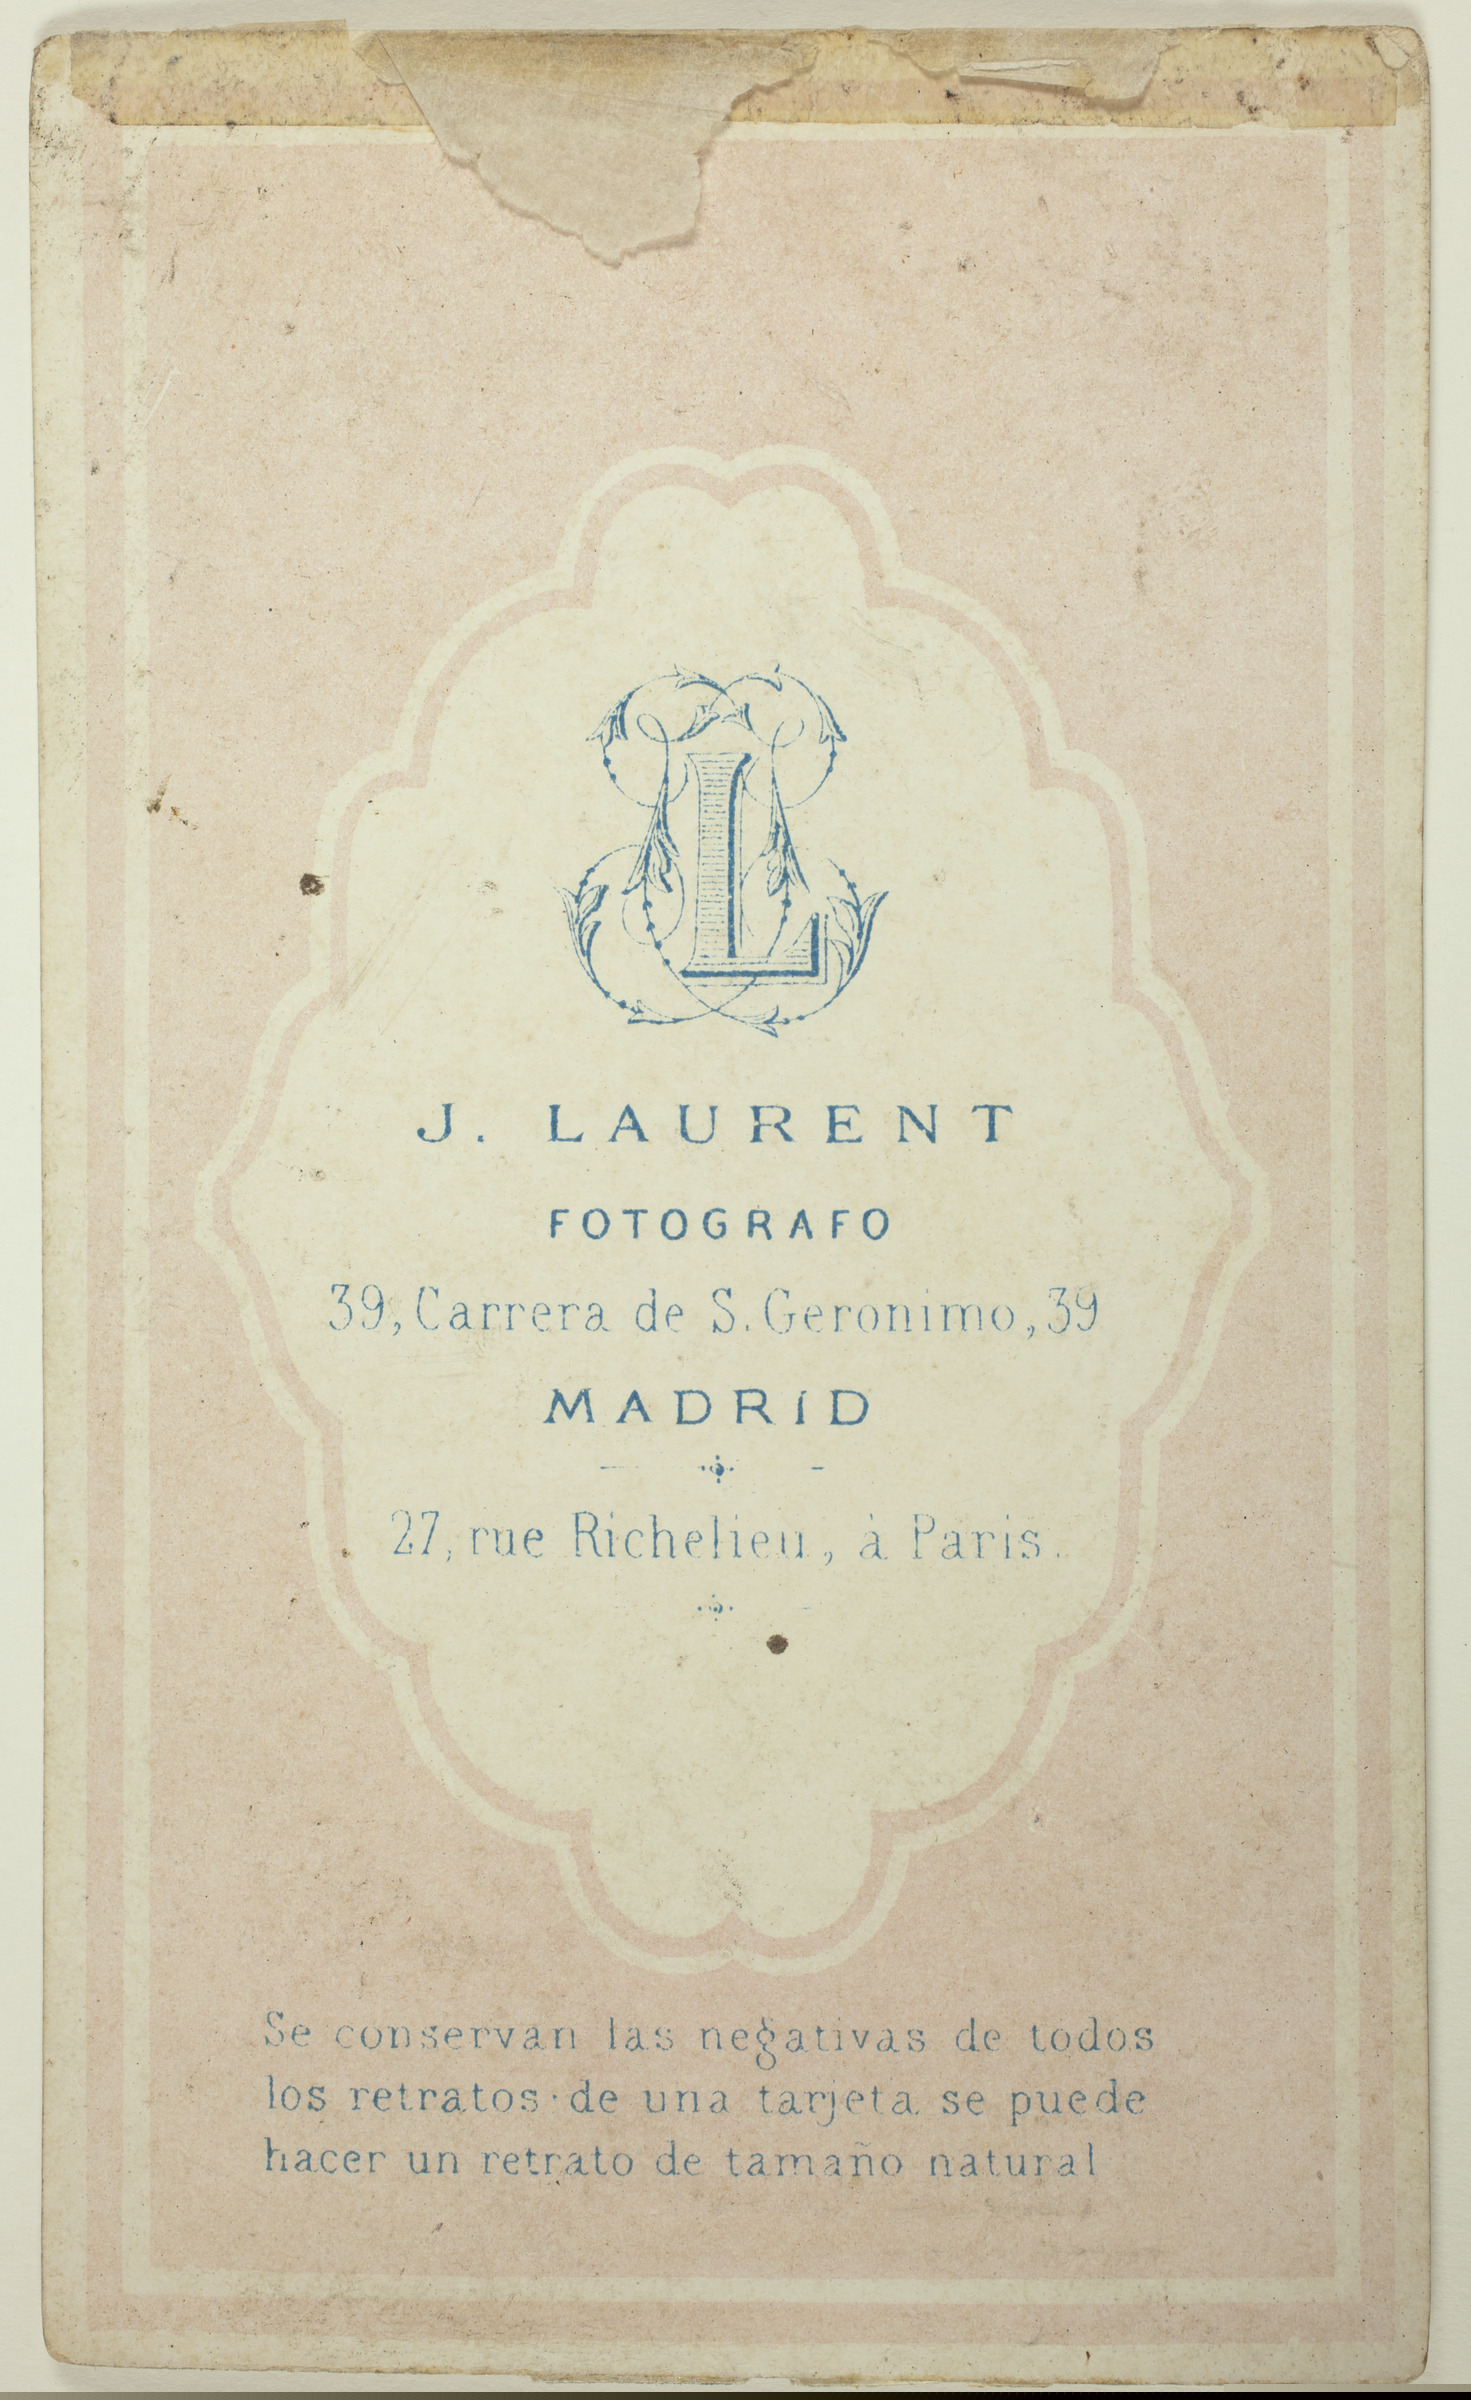 JL
J. LAURENT
FOTOGRAFO
39, Carrera de S. Geronimo, 39
MADRID
27, rue Richelieu, à Paris.
Se conservan las negativas de todos
los retratos · de una tarjeta se puede
hacer un retrato de tamaño natural